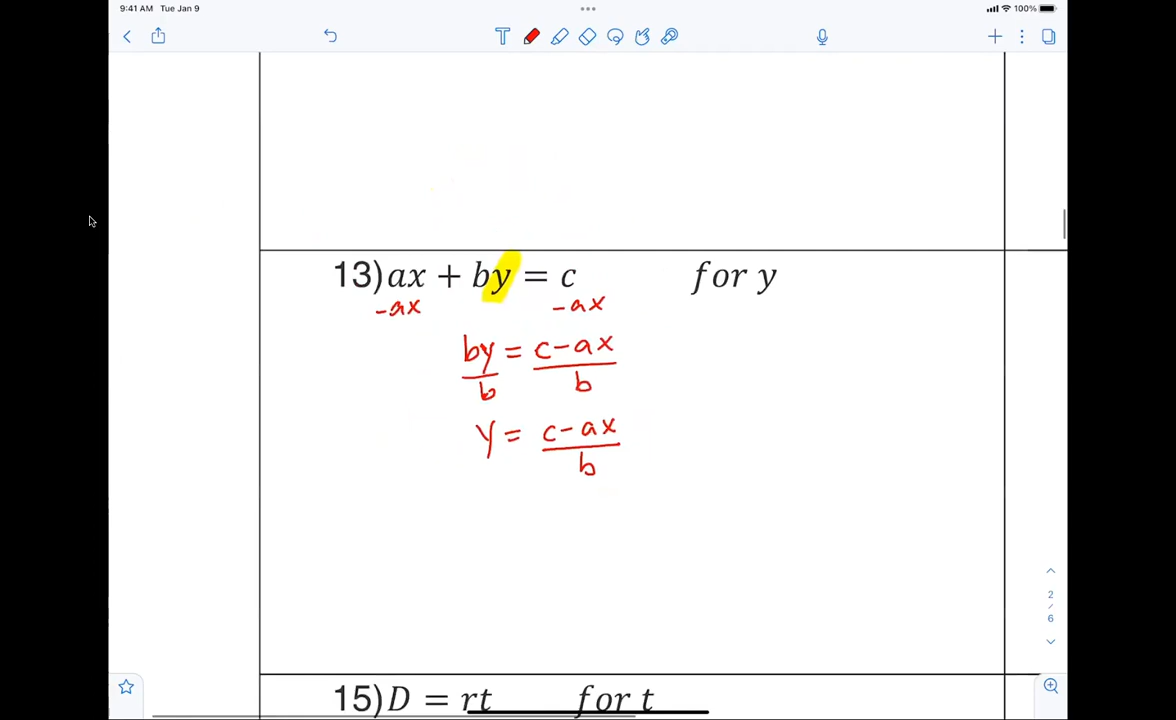 9:41 AM Tue Jan 9
100%
T
13) ax + by = c for y
-ax -ax
by/b = (c-ax)/b
y = (c-ax)/b
2
/
6
15) D = rt for t